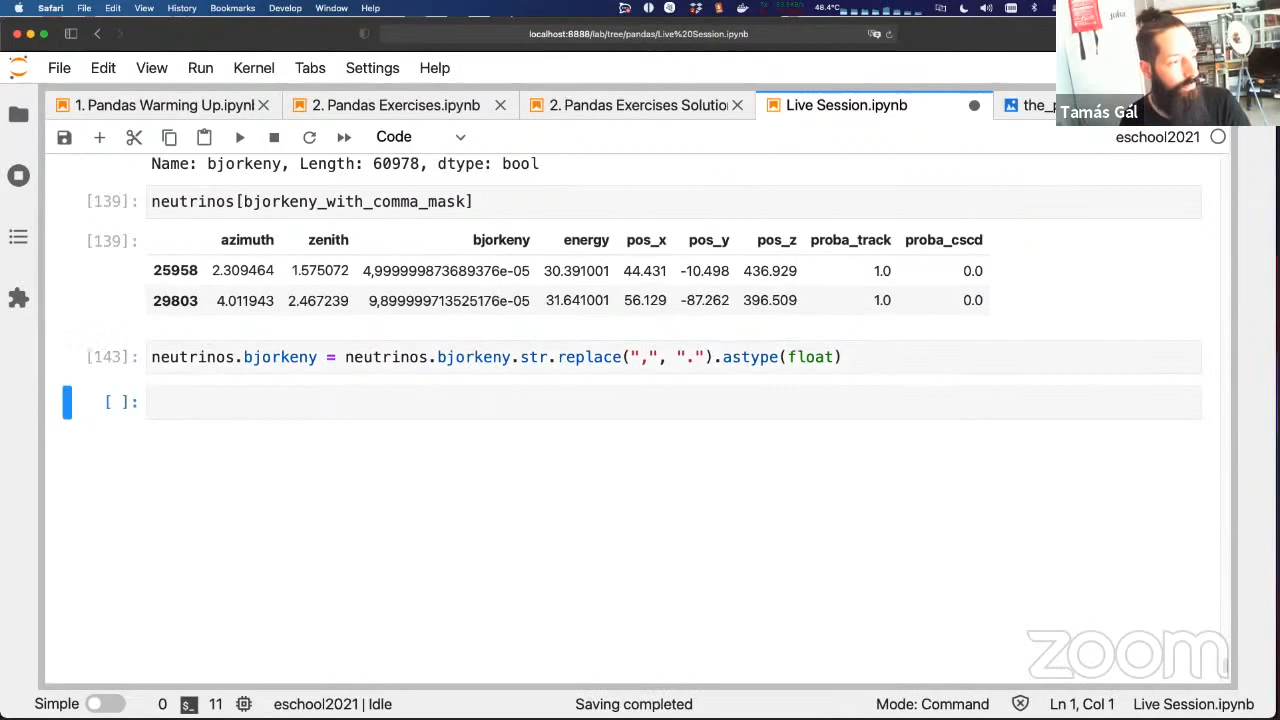 Safari File Edit View History Bookmarks Develop Window Help
48.4°C
localhost:8888/lab/tree/pandas/Live%20Session.ipynb
File Edit View Run Kernel Tabs Settings Help
Tamás Gál
1. Pandas Warming Up.ipynl
2. Pandas Exercises.ipynb
2. Pandas Exercises Solutio
Live Session.ipynb
the_p
Code
eschool2021
Name: bjorkeny, Length: 60978, dtype: bool
[139]: neutrinos[bjorkeny_with_comma_mask]
[139]: azimuth zenith bjorkeny energy pos_x pos_y pos_z proba_track proba_cscd
25958 2.309464 1.575072 4,999999873689376e-05 30.391001 44.431 -10.498 436.929 1.0 0.0
29803 4.011943 2.467239 9,899999713525176e-05 31.641001 56.129 -87.262 396.509 1.0 0.0
[143]: neutrinos.bjorkeny = neutrinos.bjorkeny.str.replace(",", ".").astype(float)
[ ]:
zoom
Simple 0 $_ 11 eschool2021 | Idle Saving completed Mode: Command Ln 1, Col 1 Live Session.ipynb